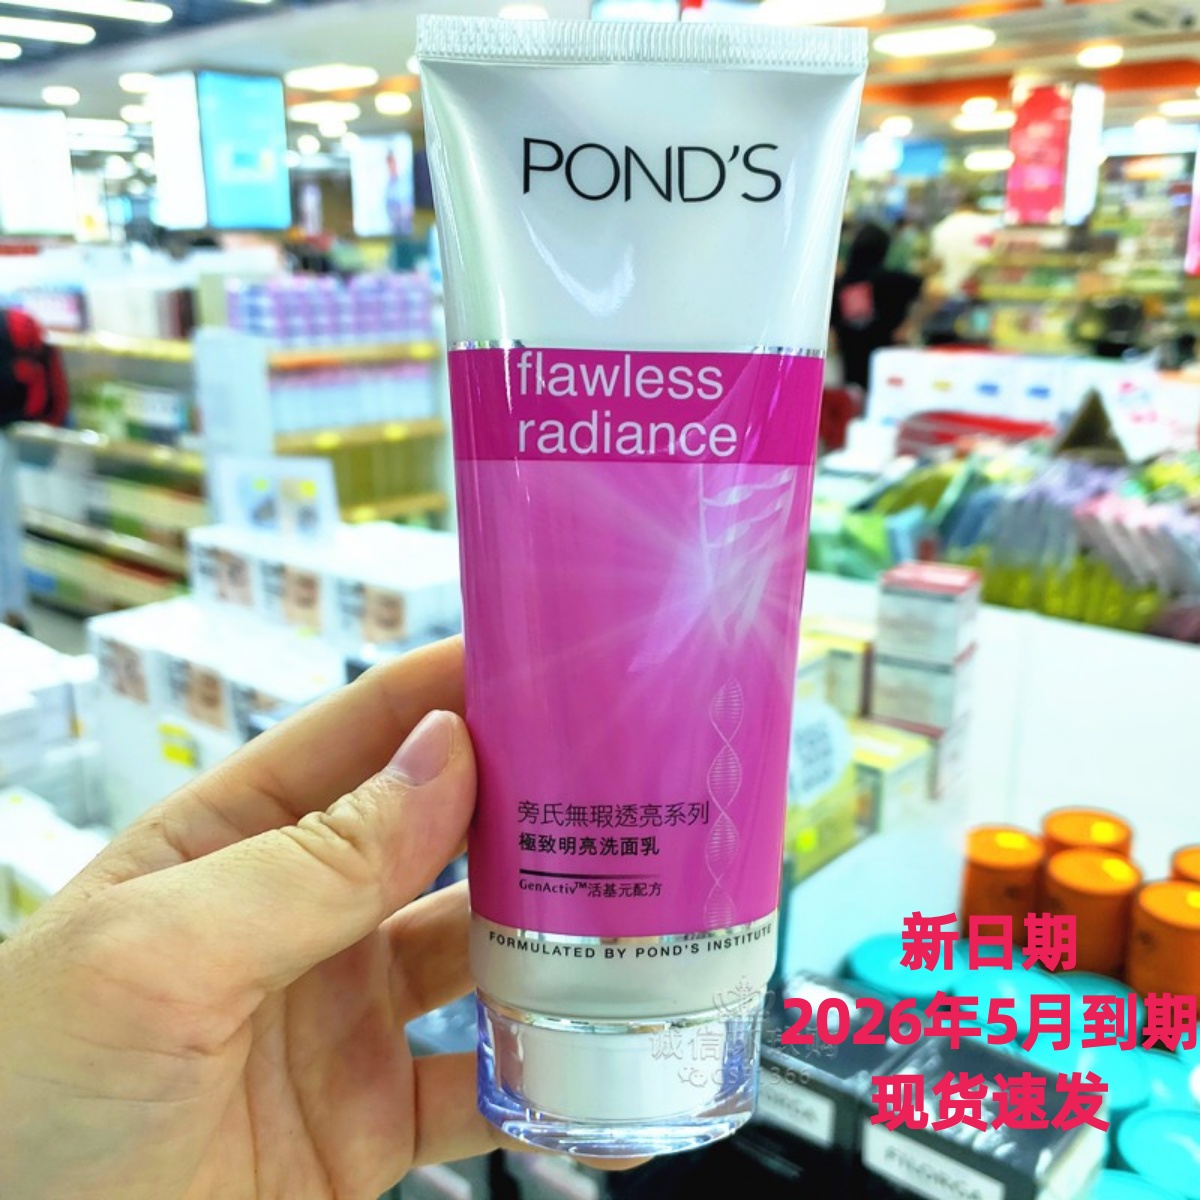 POND'S
flawless
radiance
旁氏無瑕透亮系列
極致明亮洗面乳
GenActiv™活基元配方
FORMULATED BY POND'S INSTITUTE
新日期
2026年5月到期
现货速发